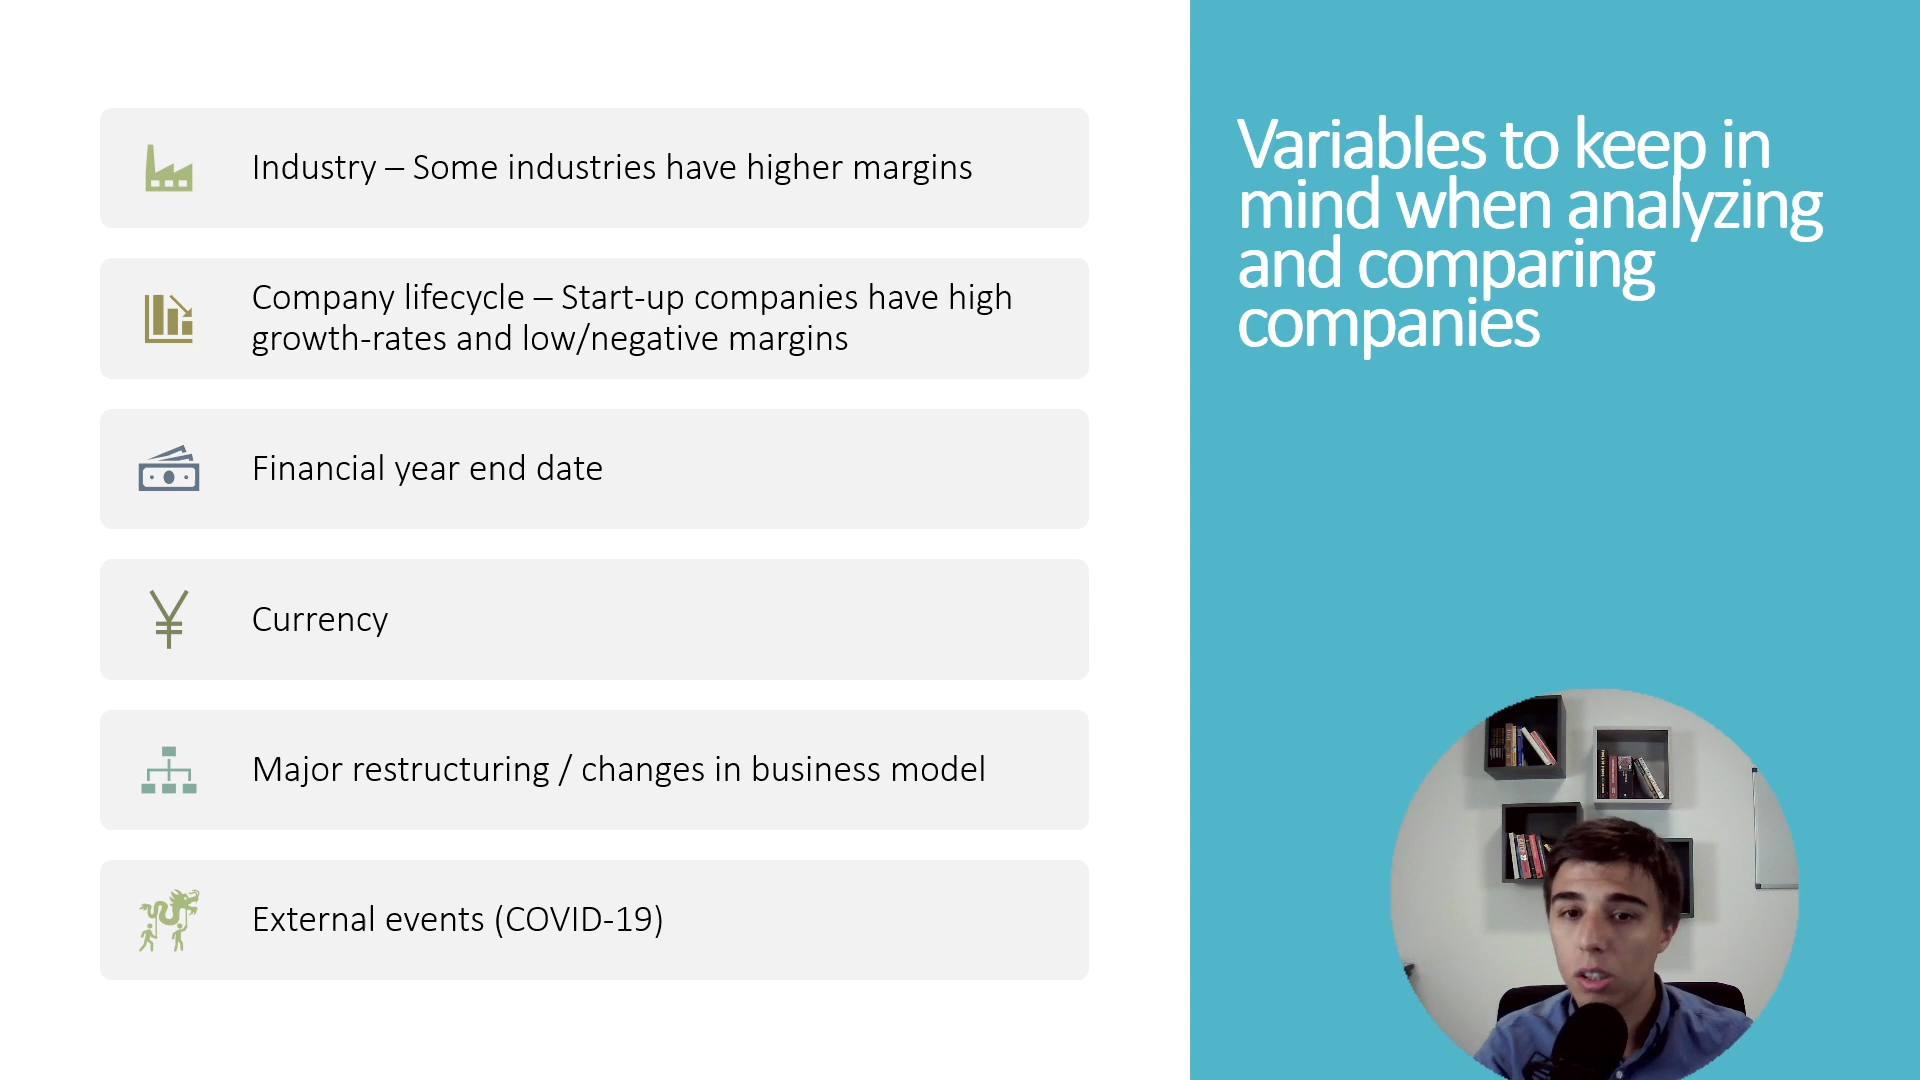 Variables to keep in
mind when analyzing
and comparing
companies
Industry – Some industries have higher margins
Company lifecycle – Start-up companies have high
growth-rates and low/negative margins
Financial year end date
Currency
Major restructuring / changes in business model
External events (COVID-19)